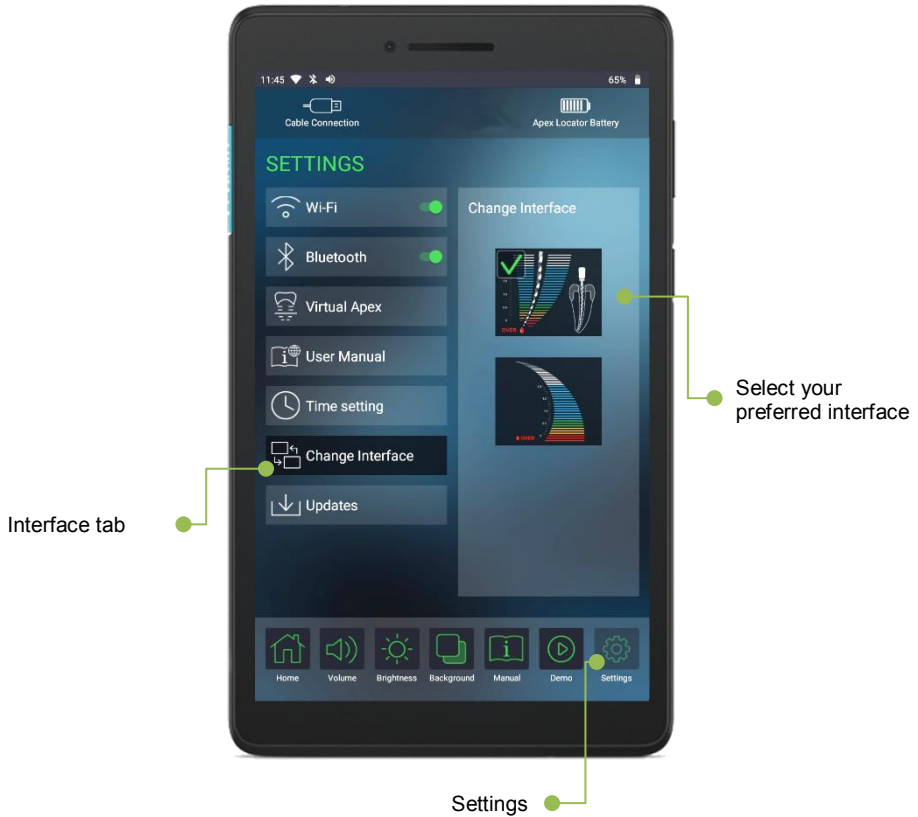 11:45
65%
Cable Connection
Apex Locator Battery
SETTINGS
Wi-Fi
Bluetooth
Virtual Apex
User Manual
Time setting
Change Interface
Updates
Change Interface
OVER
OVER
Select your
preferred interface
Interface tab
Home
Volume
Brightness
Background
Manual
Demo
Settings
Settings